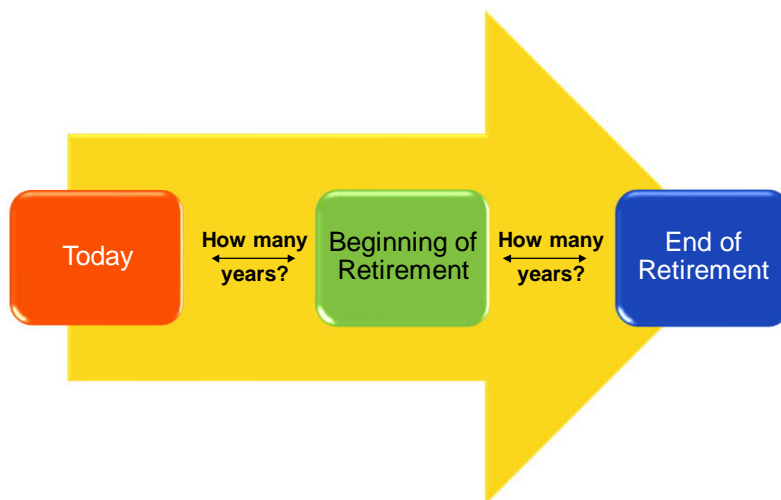 Today
How many
years?
Beginning of
Retirement
How many
years?
End of
Retirement